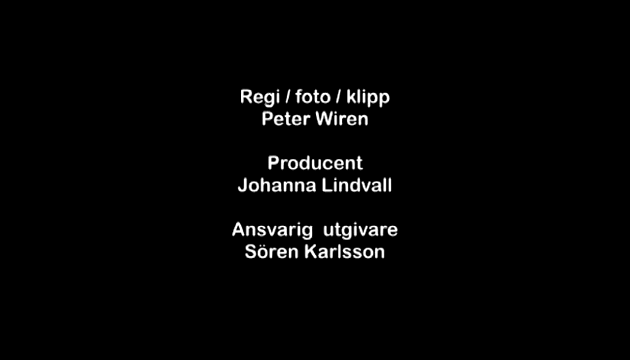 Regi / foto / klipp
Peter Wiren
Producent
Johanna Lindvall
Ansvarig utgivare
Sören Karlsson